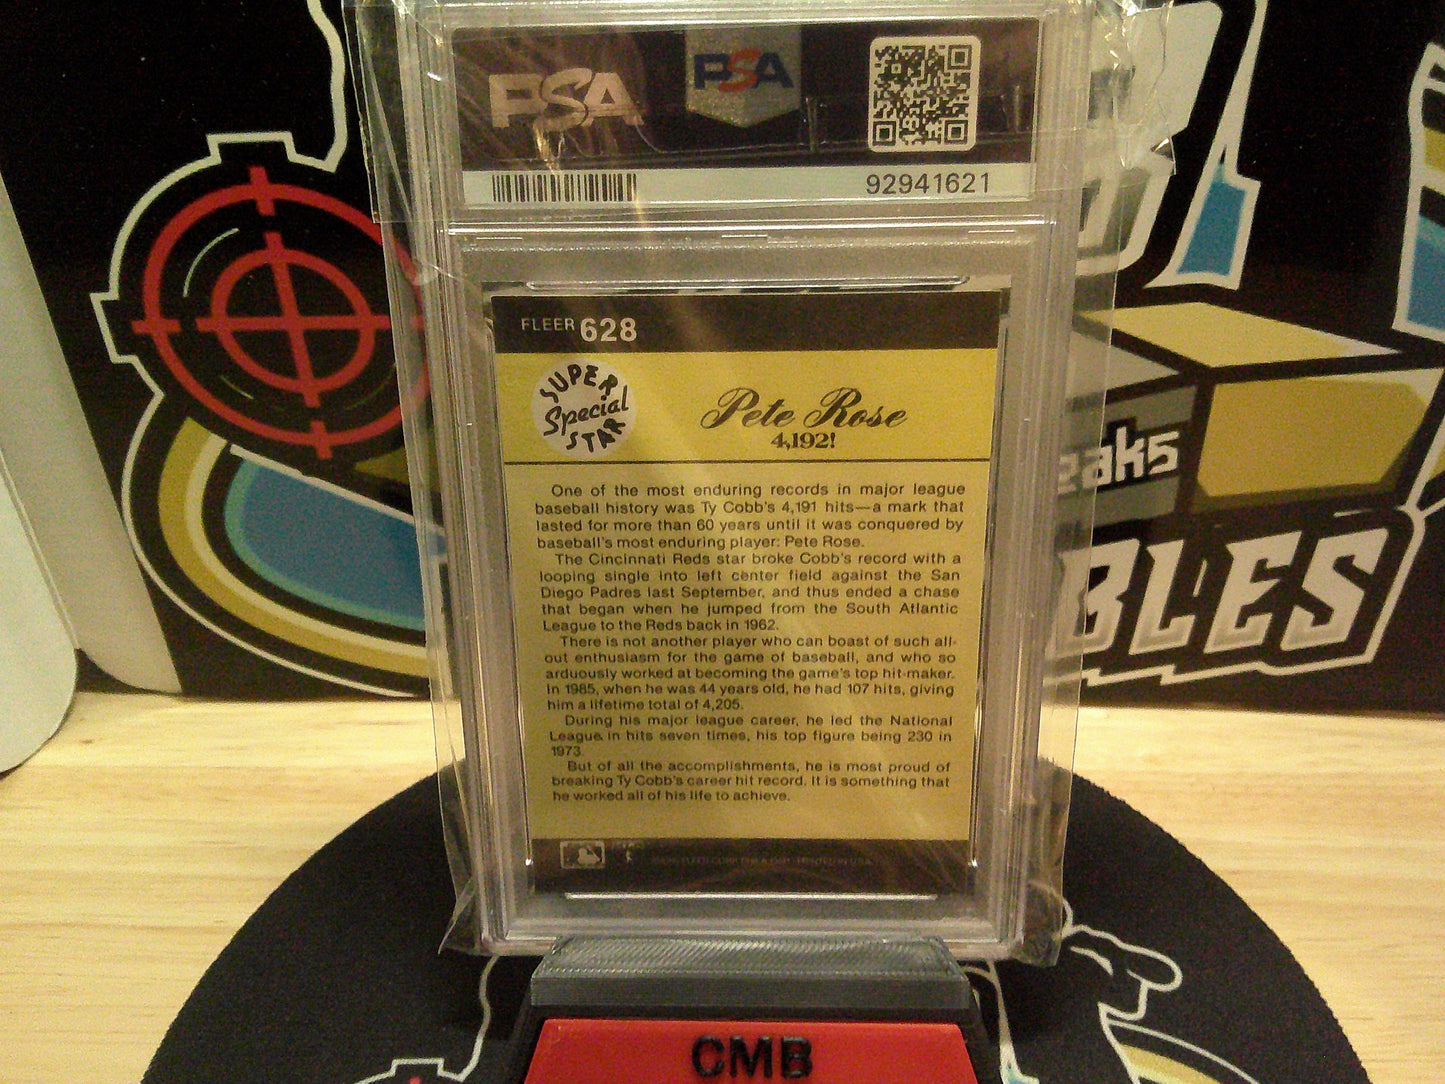 PSA
PSA
92941621
FLEER 628
SUPER
Special
STAR
Pete Rose
4,192!
One of the most enduring records in major league
baseball history was Ty Cobb's 4,191 hits—a mark that
lasted for more than 60 years until it was conquered by
baseball's most enduring player: Pete Rose.
The Cincinnati Reds star broke Cobb's record with a
looping single into left center field against the San
Diego Padres last September, and thus ended a chase
that began when he jumped from the South Atlantic
League to the Reds back in 1962.
There is not another player who can boast of such all-
out enthusiasm for the game of baseball, and who so
arduously worked at becoming the game's top hit-maker.
In 1985, when he was 44 years old, he had 107 hits, giving
him a lifetime total of 4,205.
During his major league career, he led the National
League in hits seven times, his top figure being 230 in
1973.
But of all the accomplishments, he is most proud of
breaking Ty Cobb's career hit record. It is something that
he worked all of his life to achieve.
eaks
BLES
CMB